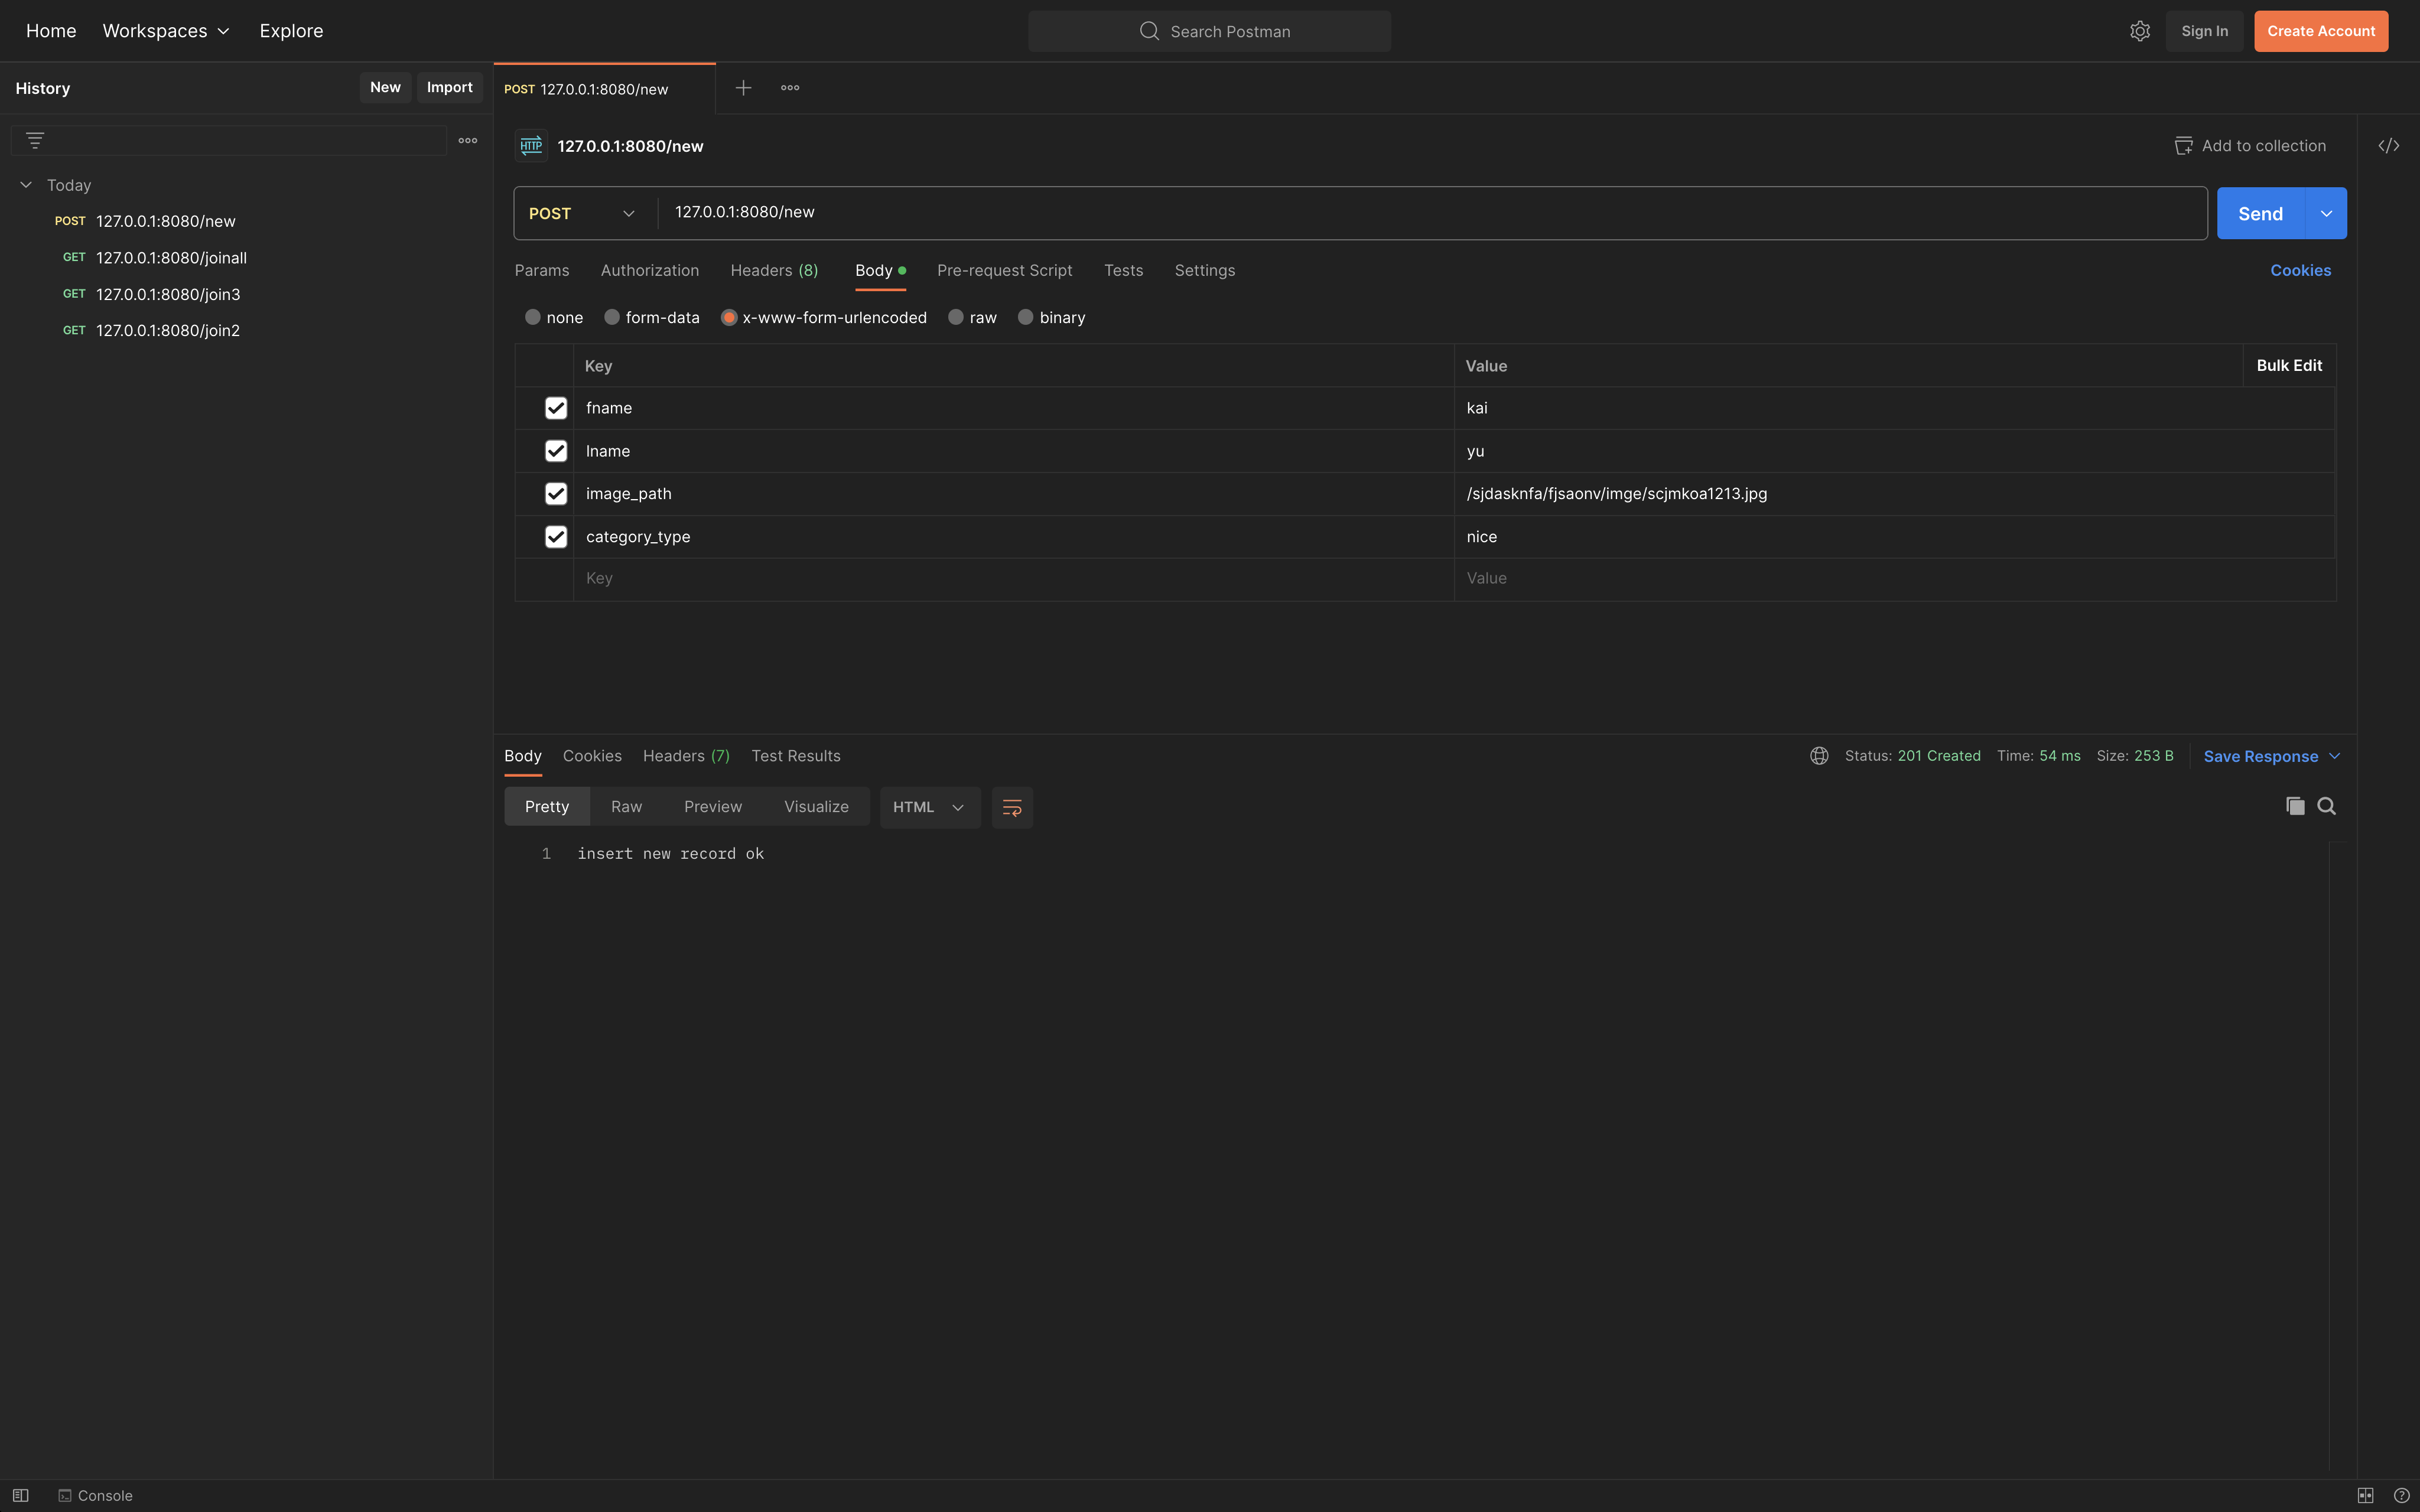 Home Workspaces Explore Search Postman Sign In Create Account
History New Import
Today
POST 127.0.0.1:8080/new
GET 127.0.0.1:8080/joinall
GET 127.0.0.1:8080/join3
GET 127.0.0.1:8080/join2
POST 127.0.0.1:8080/new
HTTP 127.0.0.1:8080/new Add to collection
POST 127.0.0.1:8080/new Send
Params Authorization Headers (8) Body Pre-request Script Tests Settings Cookies
none form-data x-www-form-urlencoded raw binary
Key Value Bulk Edit
fname kai
lname yu
image_path /sjdasknfa/fjsaonv/imge/scjmkoa1213.jpg
category_type nice
Key Value
Body Cookies Headers (7) Test Results Status: 201 Created Time: 54 ms Size: 253 B Save Response
Pretty Raw Preview Visualize HTML
1 insert new record ok
Console